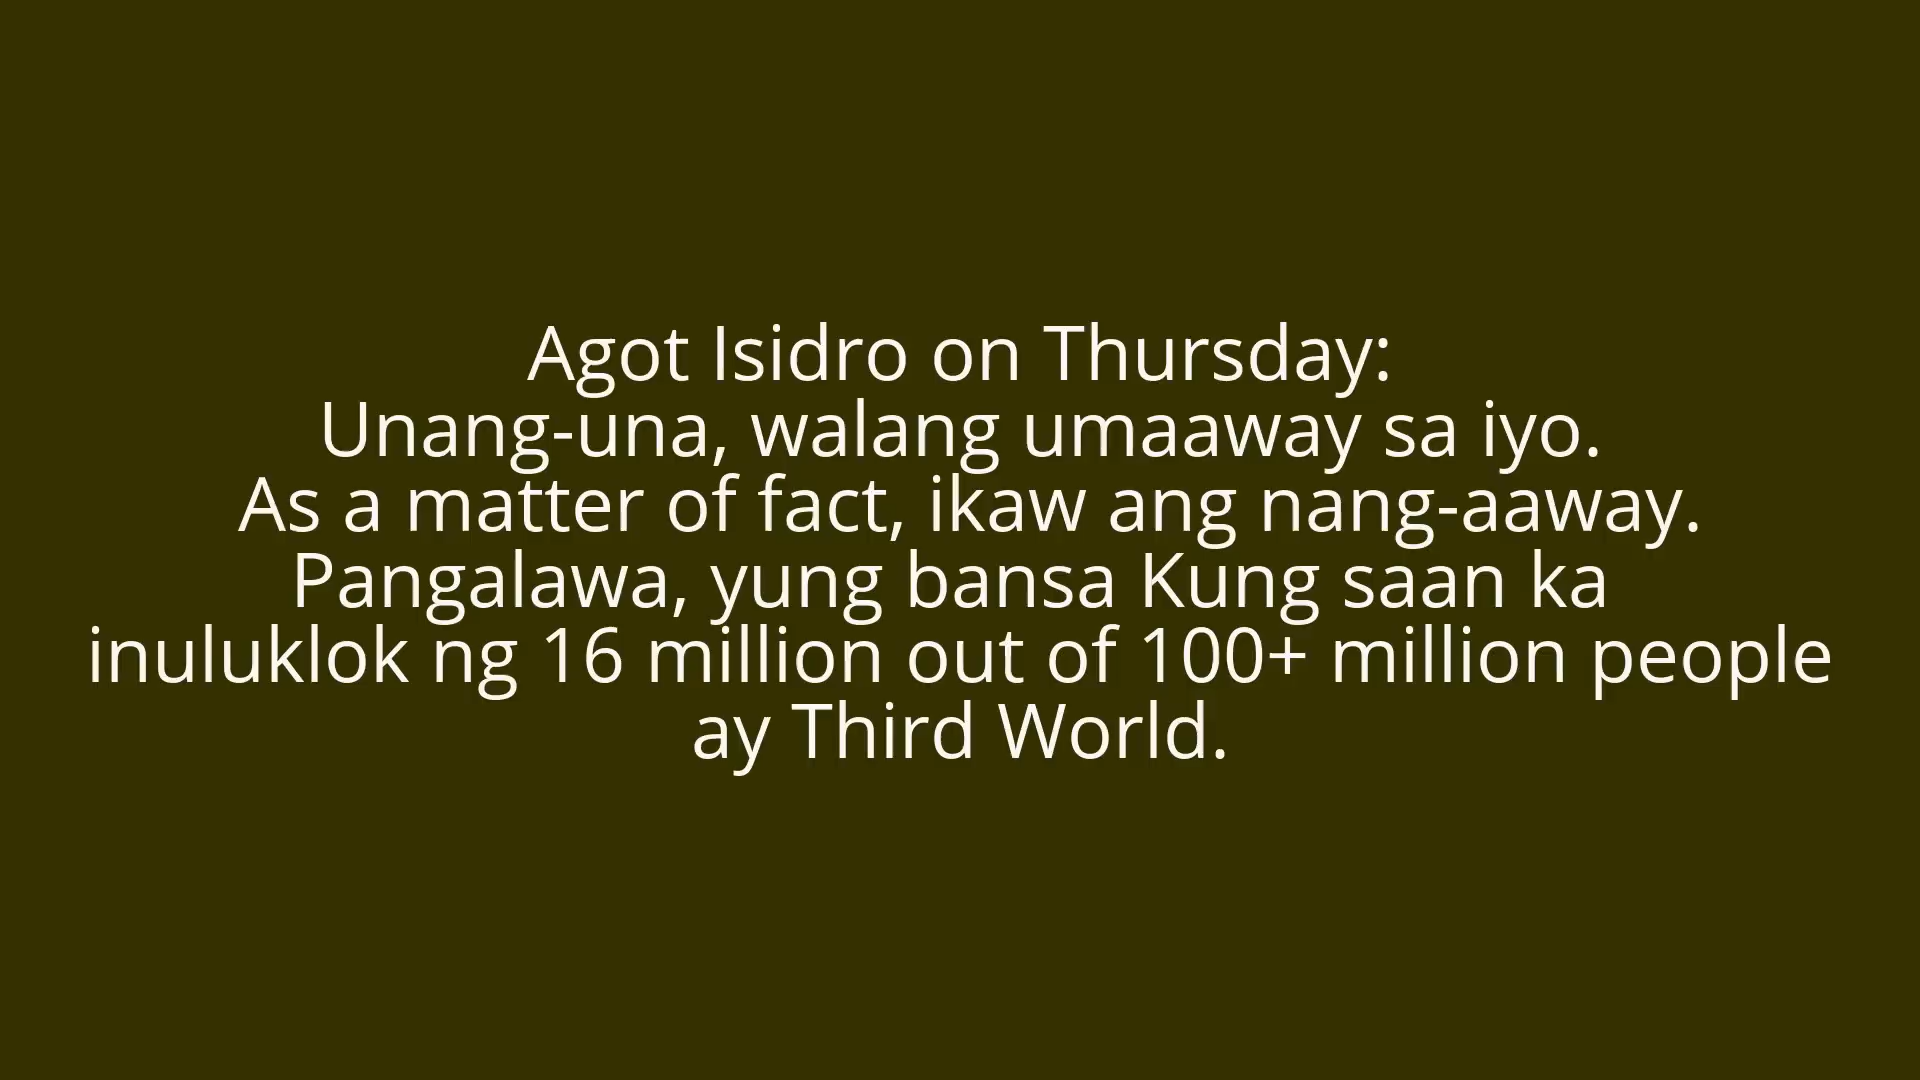 Agot Isidro on Thursday:
Unang-una, walang umaaway sa iyo.
As a matter of fact, ikaw ang nang-aaway.
Pangalawa, yung bansa Kung saan ka
inuluklok ng 16 million out of 100+ million people
ay Third World.